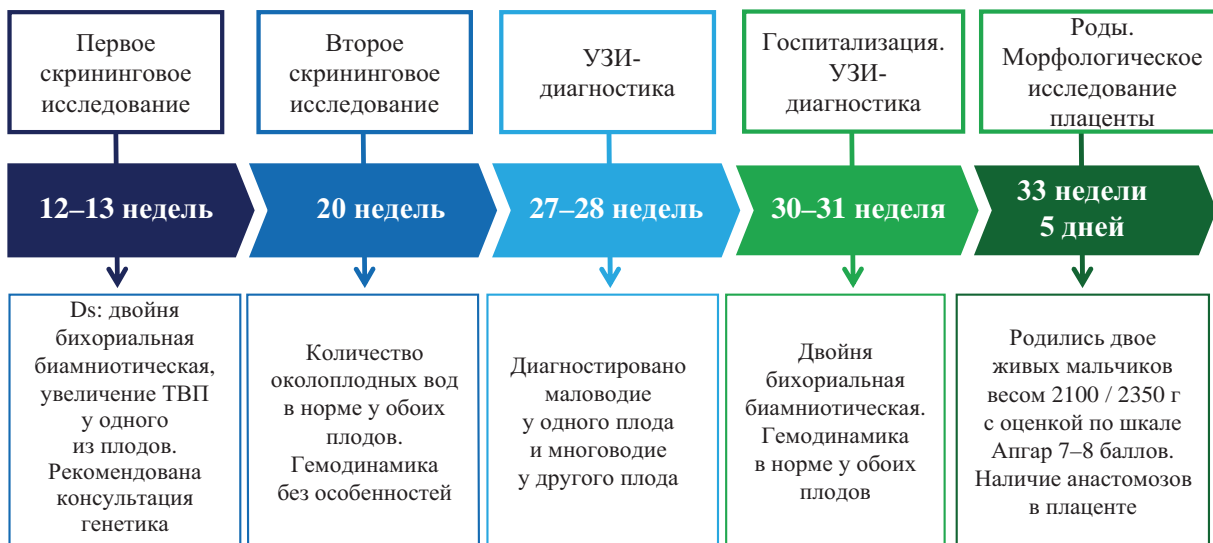 Первое
скрининговое
исследование
Второе
скрининговое
исследование
УЗИ-
диагностика
Госпитализация.
УЗИ-
диагностика
Роды.
Морфологическое
исследование
плаценты
12–13 недель
20 недель
27–28 недель
30–31 неделя
33 недели
5 дней
Ds: двойня
бихориальная
биамниотическая,
увеличение ТВП
у одного
из плодов.
Рекомендована
консультация
генетика
Количество
околоплодных вод
в норме у обоих
плодов.
Гемодинамика
без особенностей
Диагностировано
маловодие
у одного плода
и многоводие
у другого плода
Двойня
бихориальная
биамниотическая.
Гемодинамика
в норме у обоих
плодов
Родились двое
живых мальчиков
весом 2100 / 2350 г
с оценкой по шкале
Апгар 7–8 баллов.
Наличие анастомозов
в плаценте